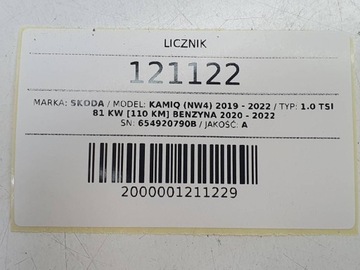 LICZNIK
121122
MARKA: SKODA / MODEL: KAMIQ (NW4) 2019 - 2022 / TYP: 1.0 TSI
81 KW [110 KM] BENZYNA 2020 - 2022
SN: 654920790B / JAKOŚĆ: A
2000001211229